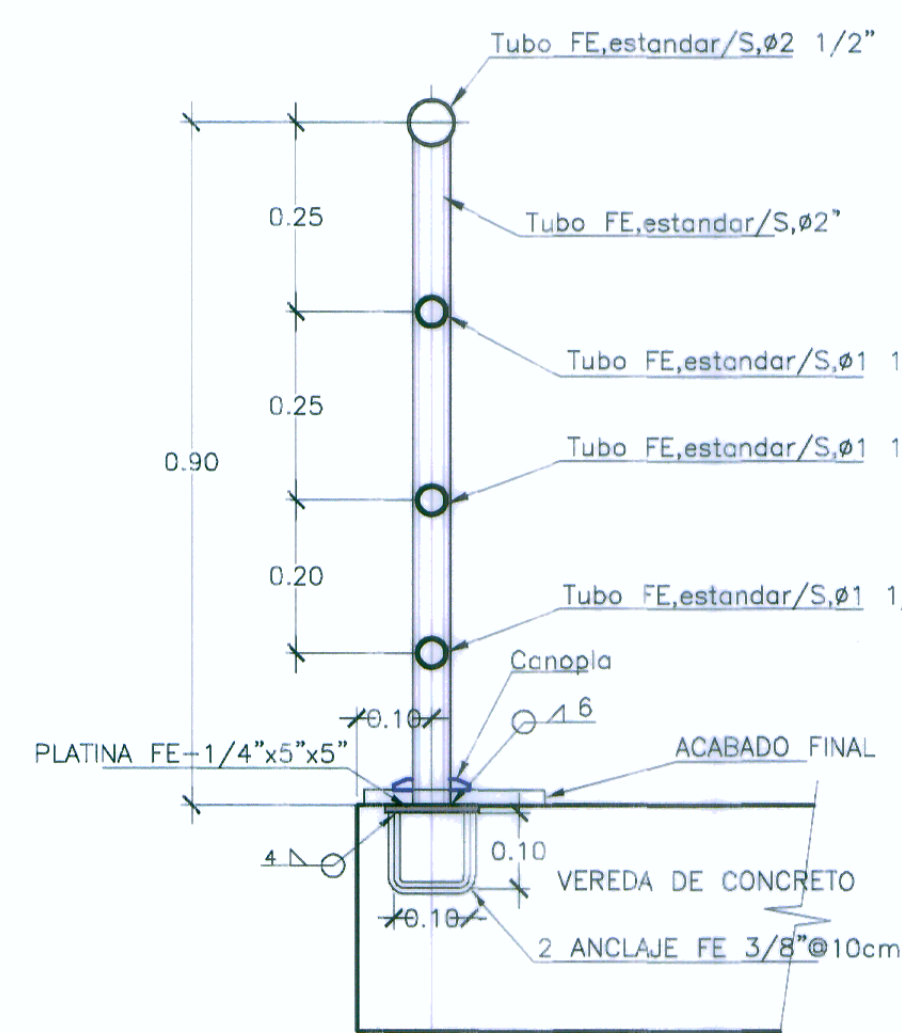 Tubo FE,estandar/S,ø2 1/2"
0.25
Tubo FE,estandar/S,ø2"
Tubo FE,estandar/S,ø1 1
0.25
Tubo FE,estandar/S,ø1 1
0.90
0.20
Tubo FE,estandar/S,ø1 1/
Canopla
0.10
6
PLATINA FE-1/4"x5"x5"
ACABADO FINAL
4
0.10
VEREDA DE CONCRETO
0.10
2 ANCLAJE FE 3/8"@10cm